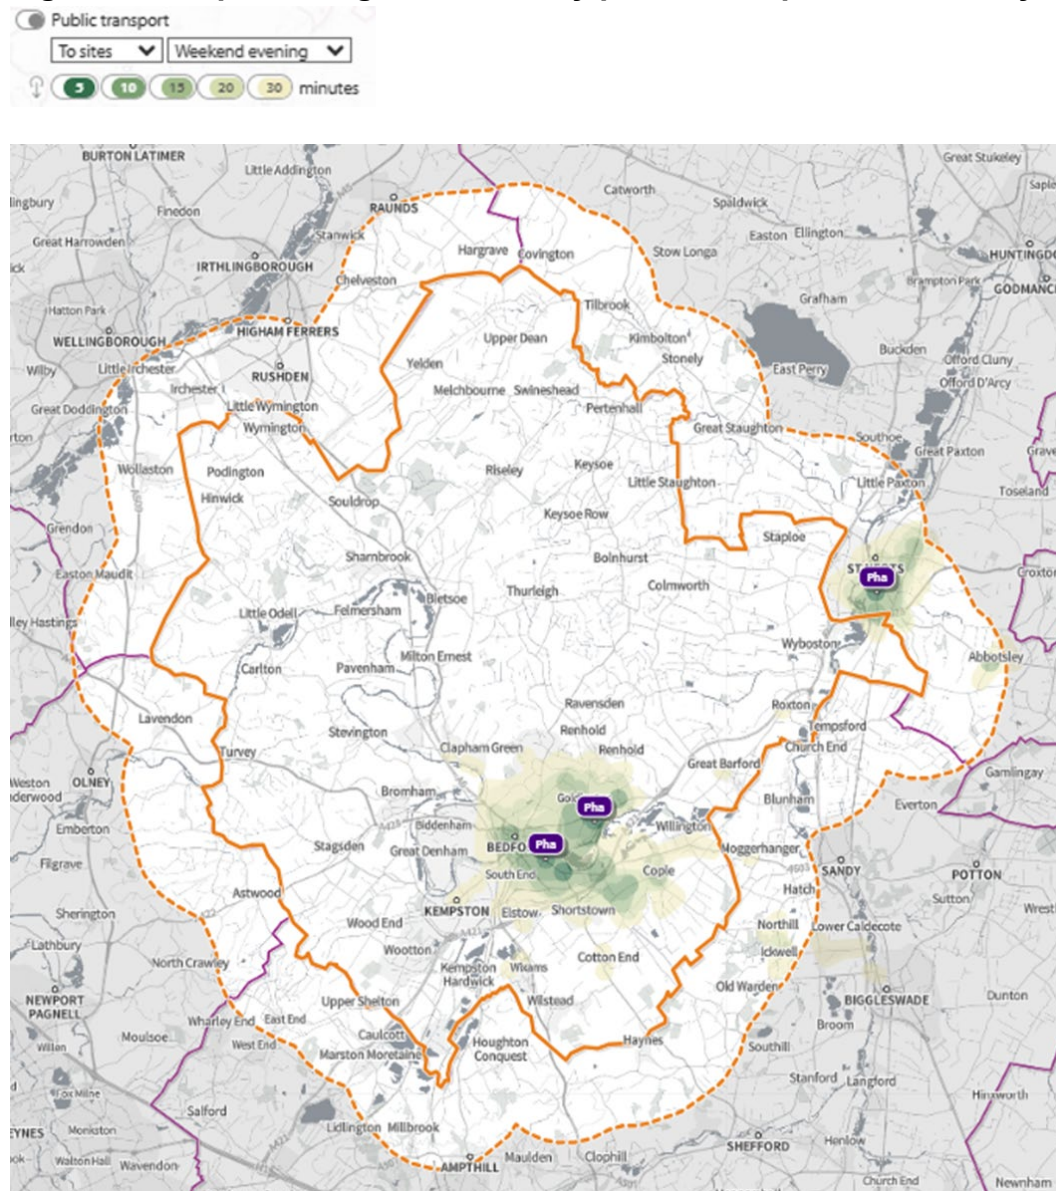 Public transport
To sites Weekend evening
5 10 15 20 30 minutes
BURTON LATIMER
Little Addington
Great Stukeley
Catworth
Spaldwick
RAUNDS
Finedon
Stanwick
Easton Ellington
Great Harrowden
Hargrave Covington
Stow Longa
IRTHLINGBOROUGH
Chelveston
Brampton Park
Grafham
Hatton Park
Tilbrook
HIGHAM FERRERS
Upper Dean
Kimbolton
WELLINGBOROUGH
Buckden
Stonely
Offord Cluny
Wilby
Little Irchester
RUSHDEN
Yelden
East Perry
Offord D'Arcy
Irchester
Melchbourne Swineshead
Great Doddington
Little Wymington
Pertenhall
Wymington
Great Staughton
Southoe
Great Paxton
Wollaston
Podington
Riseley
Keysoe
Little Staughton
Little Paxton
Toseland
Hinwick
Souldrop
Keysoe Row
Grendon
Staploe
Sharnbrook
Bolnhurst
Pha
Easton Maudit
Thurleigh
Colmworth
Bletsoe
Little Odell
Felmersham
Wyboston
Milton Ernest
Abbotsley
Carlton
Pavenham
Ravensden
Roxton
Lavendon
Stevington
Renhold
Tempsford
Clapham Green
Renhold
Church End
Turvey
Great Barford
Gamlingay
OLNEY
Bromham
Blunham
Everton
Pha
Emberton
Biddenham
Willington
Stagsden
Great Denham
Pha
Moggerhanger
Filgrave
South End
Cople
SANDY
POTTON
Astwood
Hatch
Sutton
Sherington
KEMPSTON
Elstow
Shortstown
Wood End
Northill
Lower Caldecote
Lathbury
Wootton
Ickwell
North Crawley
Cotton End
Kempston Hardwick
Wixams
Old Warden
NEWPORT PAGNELL
Upper Shelton
Wilstead
BIGGLESWADE
Dunton
Wharley End East End
Broom
Moulsoe
Caulcott
Haynes
West End
Houghton Conquest
Southill
Willen
Marston Moretaine
Stanford Langford
Fox Milne
Hinxworth
Salford
Lidlington Millbrook
Monkston
SHEFFORD
Henlow
Walton Hall Wavendon
AMPTHILL
Maulden
Clophill
Church End
Newnham